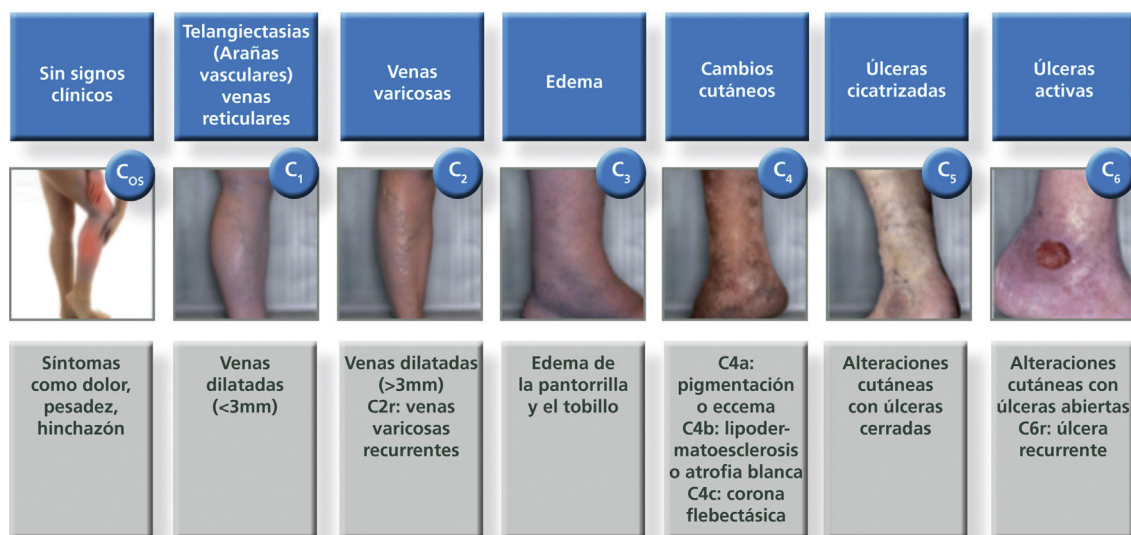 Sin signos
clínicos
Telangiectasias
(Arañas
vasculares)
venas
reticulares
Venas
varicosas
Edema
Cambios
cutáneos
Úlceras
cicatrizadas
Úlceras
activas
C0S
C1
C2
C3
C4
C5
C6
Síntomas
como dolor,
pesadez,
hinchazón
Venas
dilatadas
(<3mm)
Venas dilatadas
(>3mm)
C2r: venas
varicosas
recurrentes
Edema de
la pantorrilla
y el tobillo
C4a:
pigmentación
o eccema
C4b: lipoder-
matoesclerosis
o atrofia blanca
C4c: corona
flebectásica
Alteraciones
cutáneas
con úlceras
cerradas
Alteraciones
cutáneas con
úlceras abiertas
C6r: úlcera
recurrente